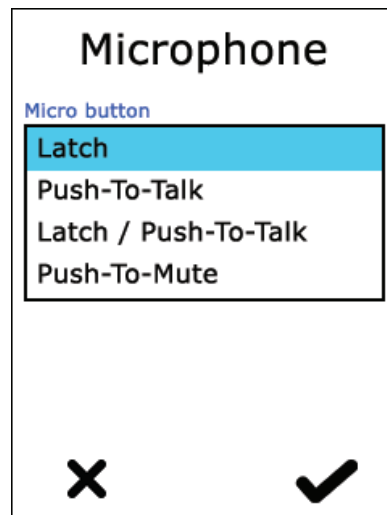 Microphone
Micro button
Latch
Push-To-Talk
Latch / Push-To-Talk
Push-To-Mute